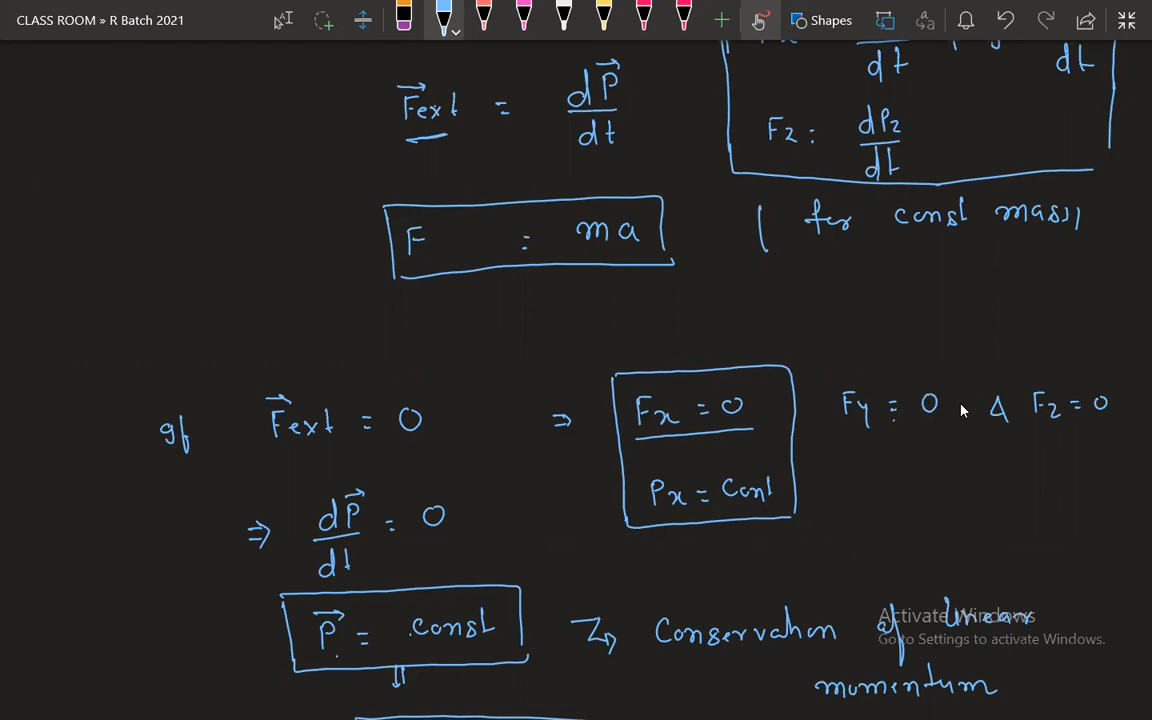 CLASS ROOM » R Batch 2021
Shapes
Fext = dP/dt
dt
dt
Fz : dPz/dt
F = ma
( for const mass)
gf Fext = 0 ⇒ Fx = 0 Fy = 0 & Fz = 0
Px = Const
⇒ dP/dt = 0
P = const ↳ Conservation of linear
momentum
Activate Windows
Go to Settings to activate Windows.